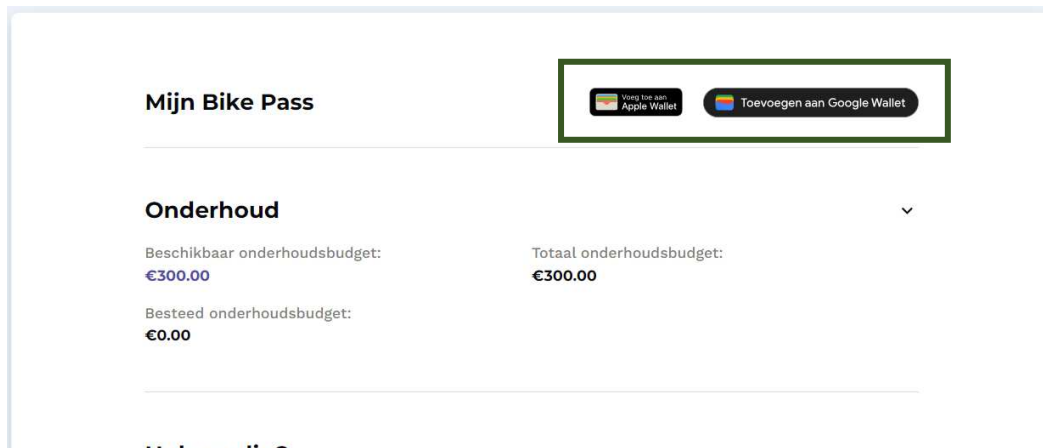 Mijn Bike Pass
Voeg toe aan
Apple Wallet
Toevoegen aan Google Wallet
Onderhoud
Beschikbaar onderhoudsbudget:
€300.00
Totaal onderhoudsbudget:
€300.00
Besteed onderhoudsbudget:
€0.00